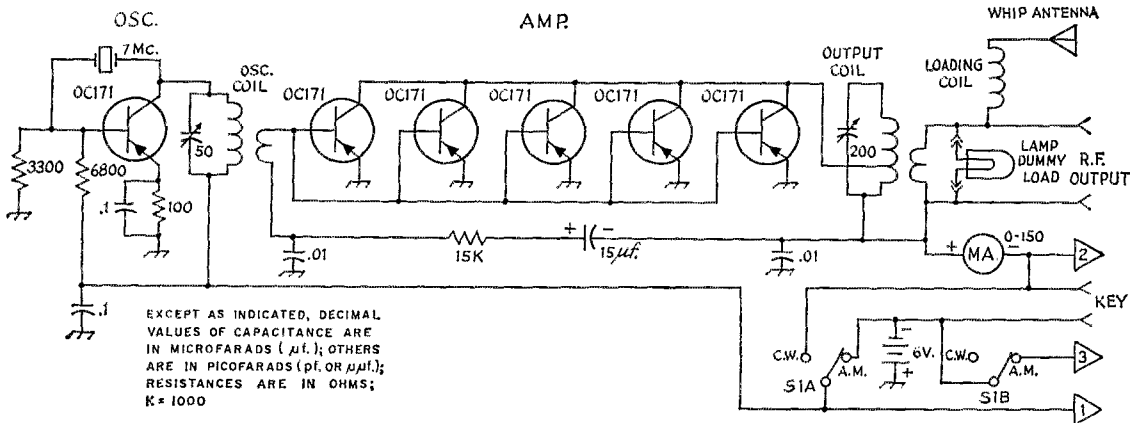 OSC.
AMP.
WHIP ANTENNA
7 MC.
OSC.
COIL
OUTPUT
COIL
LOADING
COIL
OC171
OC171
OC171
OC171
OC171
OC171
50
200
3300
6800
.1
100
LAMP
DUMMY
LOAD
R.F.
OUTPUT
.01
15K
+
-
15µf.
.01
+
MA.
-
0-150
2
KEY
.1
EXCEPT AS INDICATED, DECIMAL
VALUES OF CAPACITANCE ARE
IN MICROFARADS (µf.); OTHERS
ARE IN PICOFARADS (pf. OR µµf.);
RESISTANCES ARE IN OHMS;
K = 1000
C.W.
A.M.
S1A
-
6V.
+
C.W.
A.M.
S1B
3
1